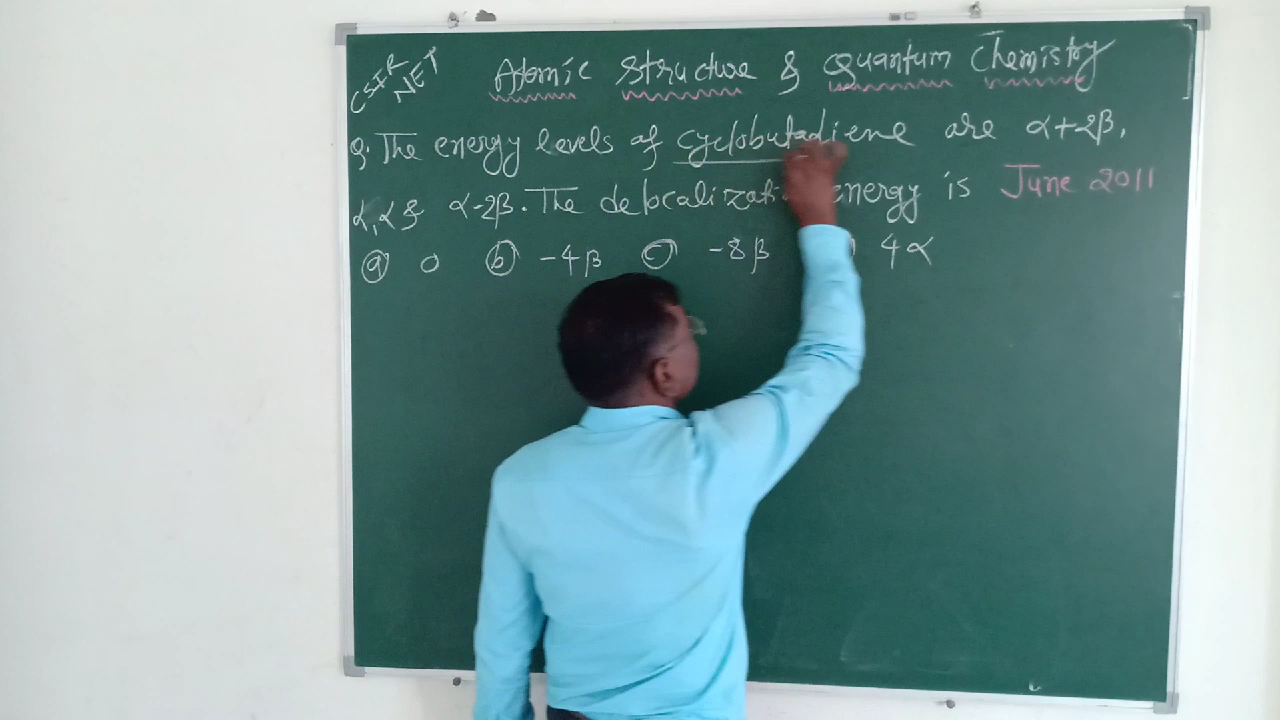 CSIR NET
Atomic Structure & Quantum Chemistry
Q. The energy levels of cyclobutadiene are α+2β,
α, α & α-2β. The delocalization energy is June 2011
a 0 b -4β c -8β 4α